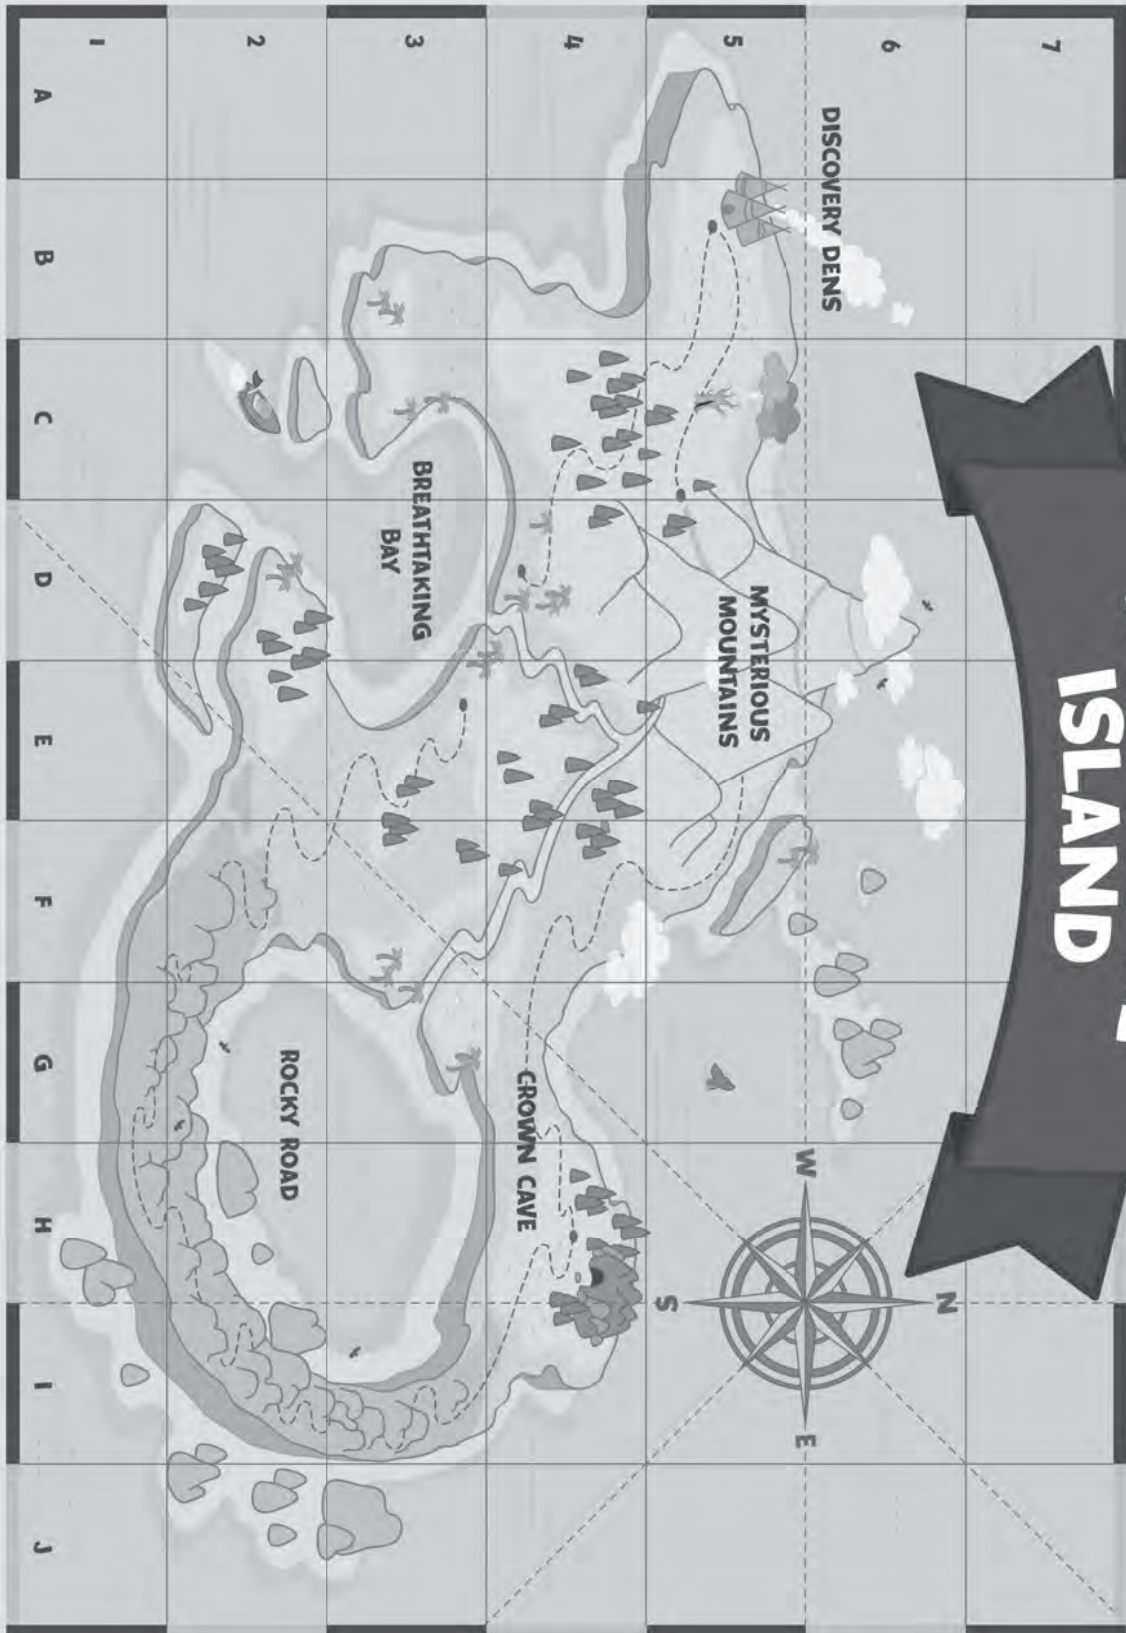 ISLAND
7
6
5
4
3
2
1
DISCOVERY DENS
MYSTERIOUS
MOUNTAINS
BREATHTAKING
BAY
CROWN CAVE
ROCKY ROAD
N
W
E
S
A
B
C
D
E
F
G
H
I
J